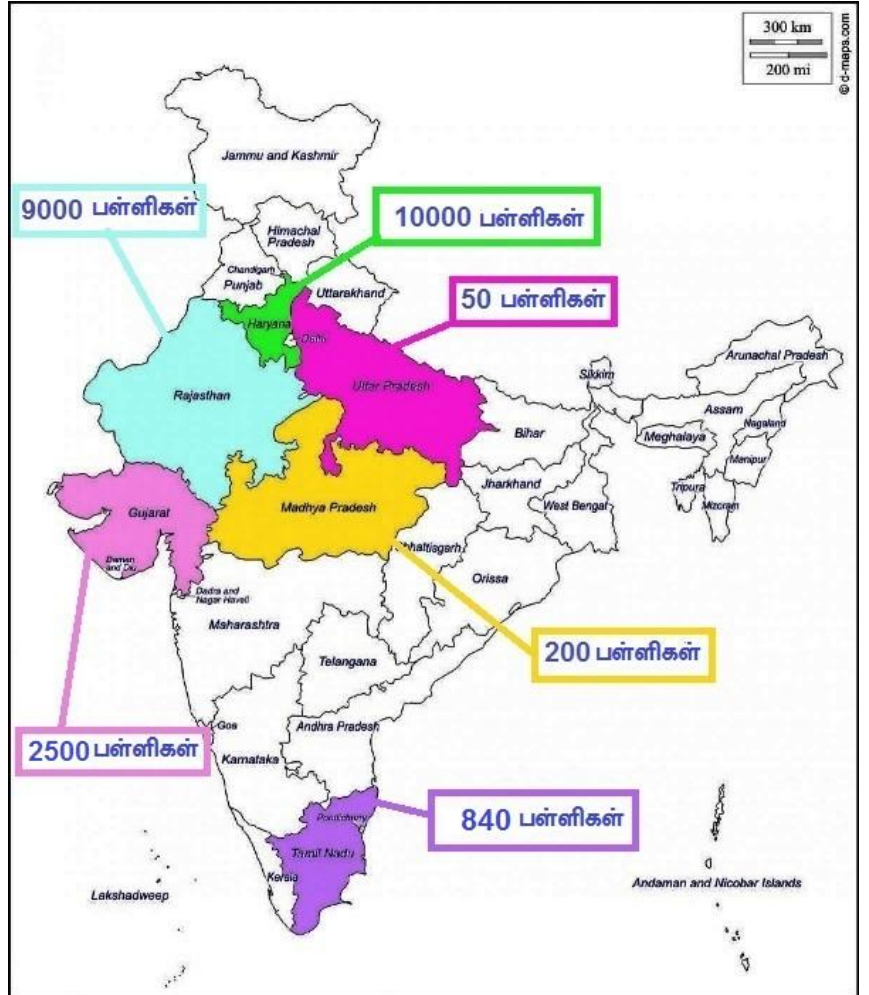 300 km
200 mi
© d-maps.com
Jammu and Kashmir
9000 பள்ளிகள்
10000 பள்ளிகள்
Himachal
Pradesh
Chandigarh
Punjab
Uttarakhand
50 பள்ளிகள்
Haryana
Delhi
Arunachal Pradesh
Sikkim
Uttar Pradesh
Rajasthan
Assam
Nagaland
Bihar
Meghalaya
Manipur
Jharkhand
Tripura
Mizoram
West Bengal
Gujarat
Madhya Pradesh
Chhattisgarh
Daman
and Diu
Orissa
Dadra and
Nagar Haveli
Maharashtra
200 பள்ளிகள்
Telangana
Goa
Andhra Pradesh
2500 பள்ளிகள்
Karnataka
840 பள்ளிகள்
Pondicherry
Tamil Nadu
Kerala
Andaman and Nicobar Islands
Lakshadweep